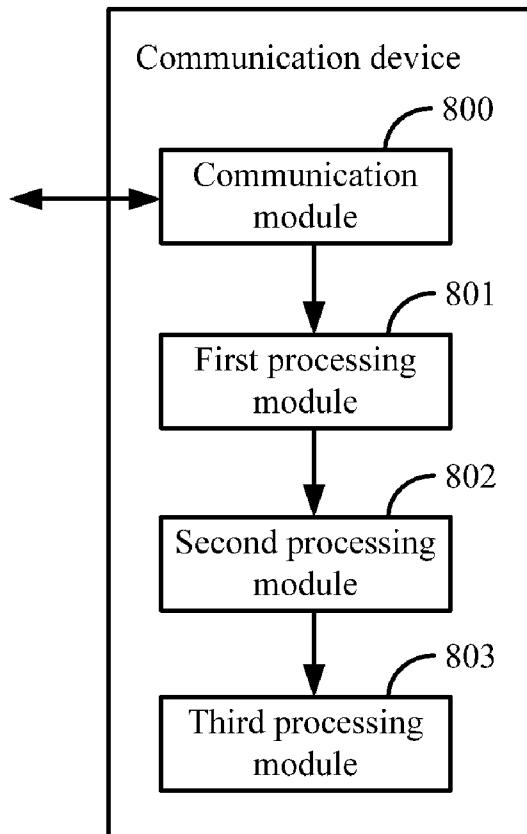 Communication device
800
Communication
module
801
First processing
module
802
Second processing
module
803
Third processing
module